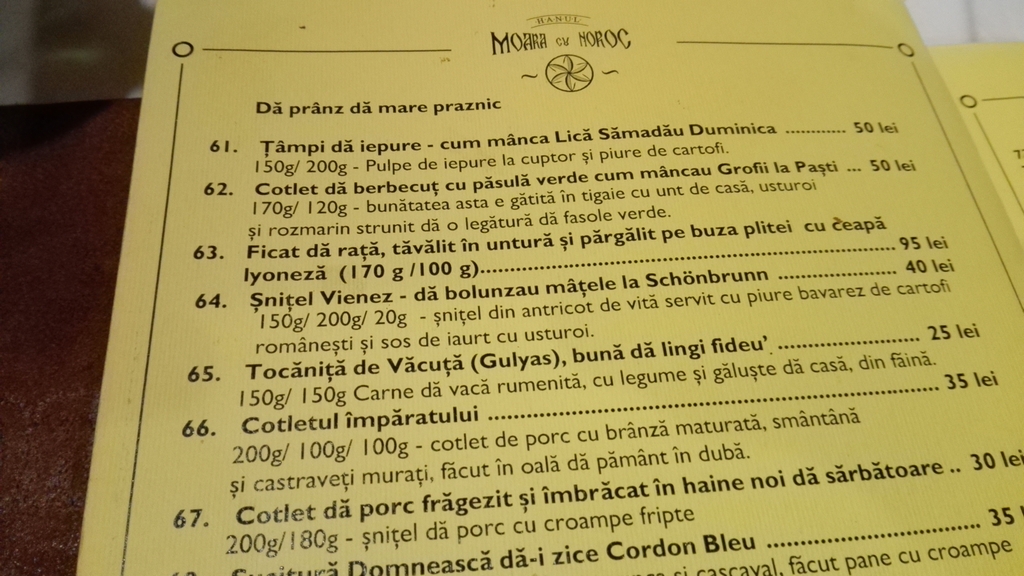 HANUL
MOARA CU NOROC
Dă prânz dă mare praznic
61. Țâmpi dă iepure - cum mânca Lică Sămadău Duminica ............ 50 lei
150g/ 200g - Pulpe de iepure la cuptor și piure de cartofi.
62. Cotlet dă berbecuț cu păsulă verde cum mâncau Grofii la Paști ... 50 lei
170g/ 120g - bunătatea asta e gătită în tigaie cu unt de casă, usturoi
și rozmarin strunit dă o legătură dă fasole verde.
63. Ficat dă rață, tăvălit în untură și părgălit pe buza plitei cu ceapă
lyoneză (170 g /100 g)........................................................ 95 lei
64. Șnițel Vienez - dă bolunzau mâțele la Schönbrunn .................... 40 lei
150g/ 200g/ 20g - șnițel din antricot de vită servit cu piure bavarez de cartofi
românești și sos de iaurt cu usturoi.
65. Tocăniță de Văcuță (Gulyas), bună dă lingi fideu' ........................ 25 lei
150g/ 150g Carne dă vacă rumenită, cu legume și găluște dă casă, din făină.
66. Cotletul împăratului ................................................................ 35 lei
200g/ 100g/ 100g - cotlet de porc cu brânză maturată, smântână
și castraveți murați, făcut în oală dă pământ în dubă.
67. Cotlet dă porc frăgezit și îmbrăcat în haine noi dă sărbătoare .. 30 lei
200g/180g - șnițel dă porc cu croampe fripte
Domnească dă-i zice Cordon Bleu .............................. 35
și cașcaval, făcut pane cu croampe